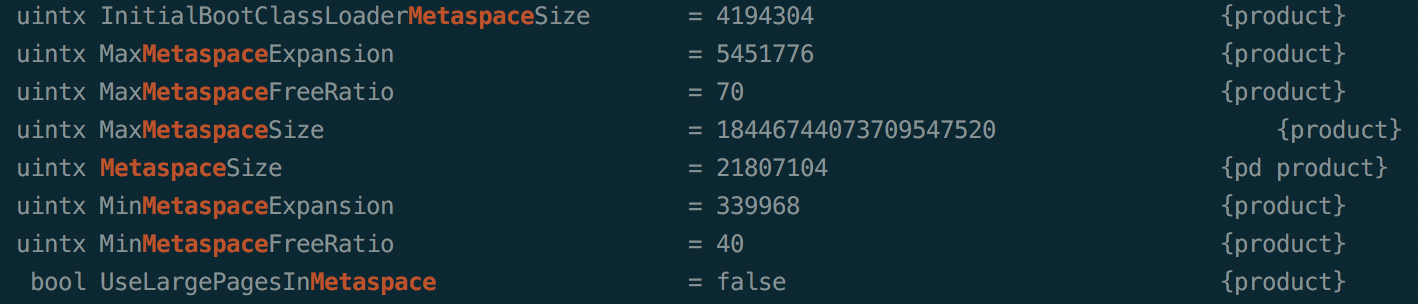 uintx InitialBootClassLoaderMetaspaceSize = 4194304 {product}
uintx MaxMetaspaceExpansion = 5451776 {product}
uintx MaxMetaspaceFreeRatio = 70 {product}
uintx MaxMetaspaceSize = 18446744073709547520 {product}
uintx MetaspaceSize = 21807104 {pd product}
uintx MinMetaspaceExpansion = 339968 {product}
uintx MinMetaspaceFreeRatio = 40 {product}
bool UseLargePagesInMetaspace = false {product}